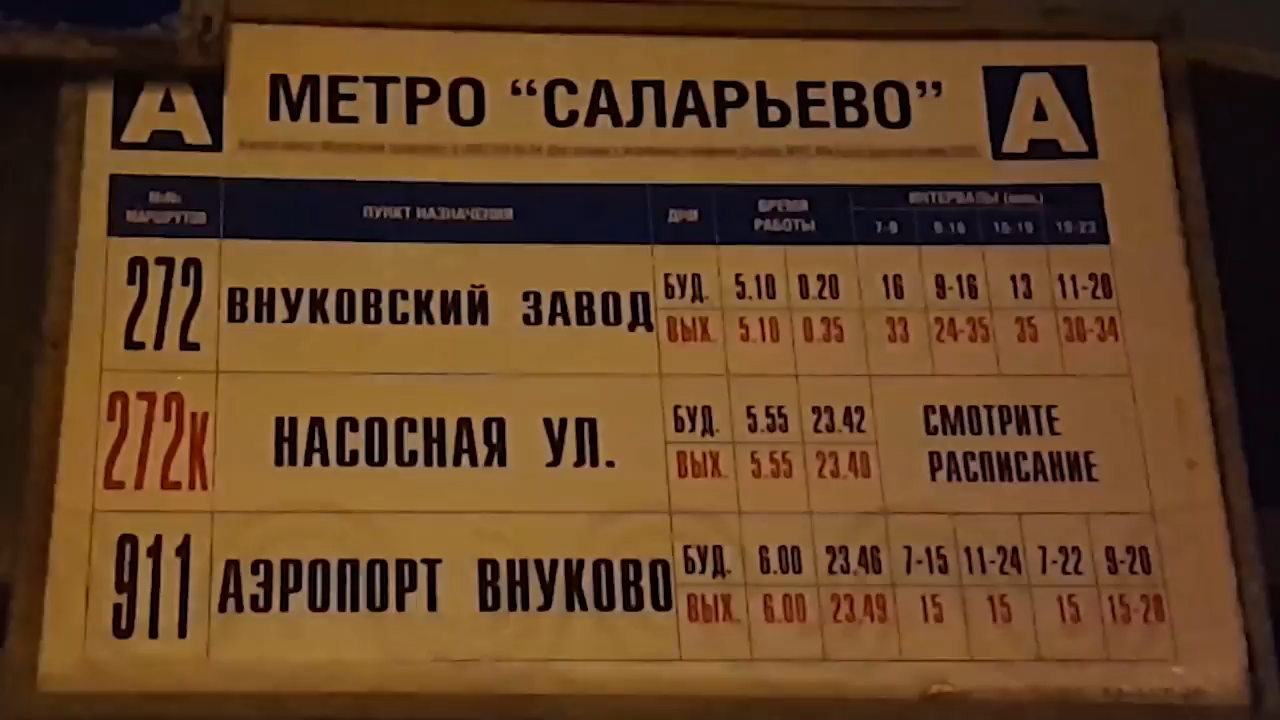 А МЕТРО “САЛАРЬЕВО” А
№№ МАРШРУТОВ ПУНКТ НАЗНАЧЕНИЯ ДНИ ВРЕМЯ РАБОТЫ ИНТЕРВАЛЫ (мин.)
7-9 9-16 16-19 19-23
272 ВНУКОВСКИЙ ЗАВОД БУД. 5.10 0.20 16 9-16 13 11-20
ВЫХ. 5.10 0.35 33 24-35 35 30-34
272к НАСОСНАЯ УЛ. БУД. 5.55 23.42 СМОТРИТЕ
ВЫХ. 5.55 23.40 РАСПИСАНИЕ
911 АЭРОПОРТ ВНУКОВО БУД. 6.00 23.46 7-15 11-24 7-22 9-20
ВЫХ. 6.00 23.49 15 15 15 15-20